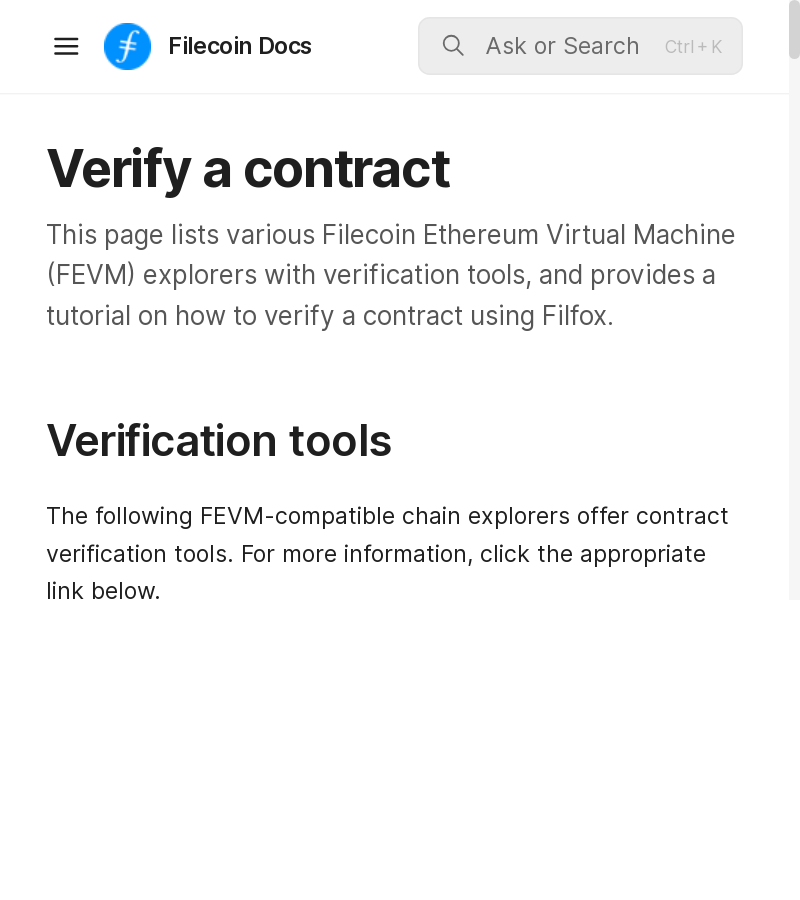 Filecoin Docs
Ask or Search
Ctrl + K
Verify a contract
This page lists various Filecoin Ethereum Virtual Machine
(FEVM) explorers with verification tools, and provides a
tutorial on how to verify a contract using Filfox.
Verification tools
The following FEVM-compatible chain explorers offer contract
verification tools. For more information, click the appropriate
link below.